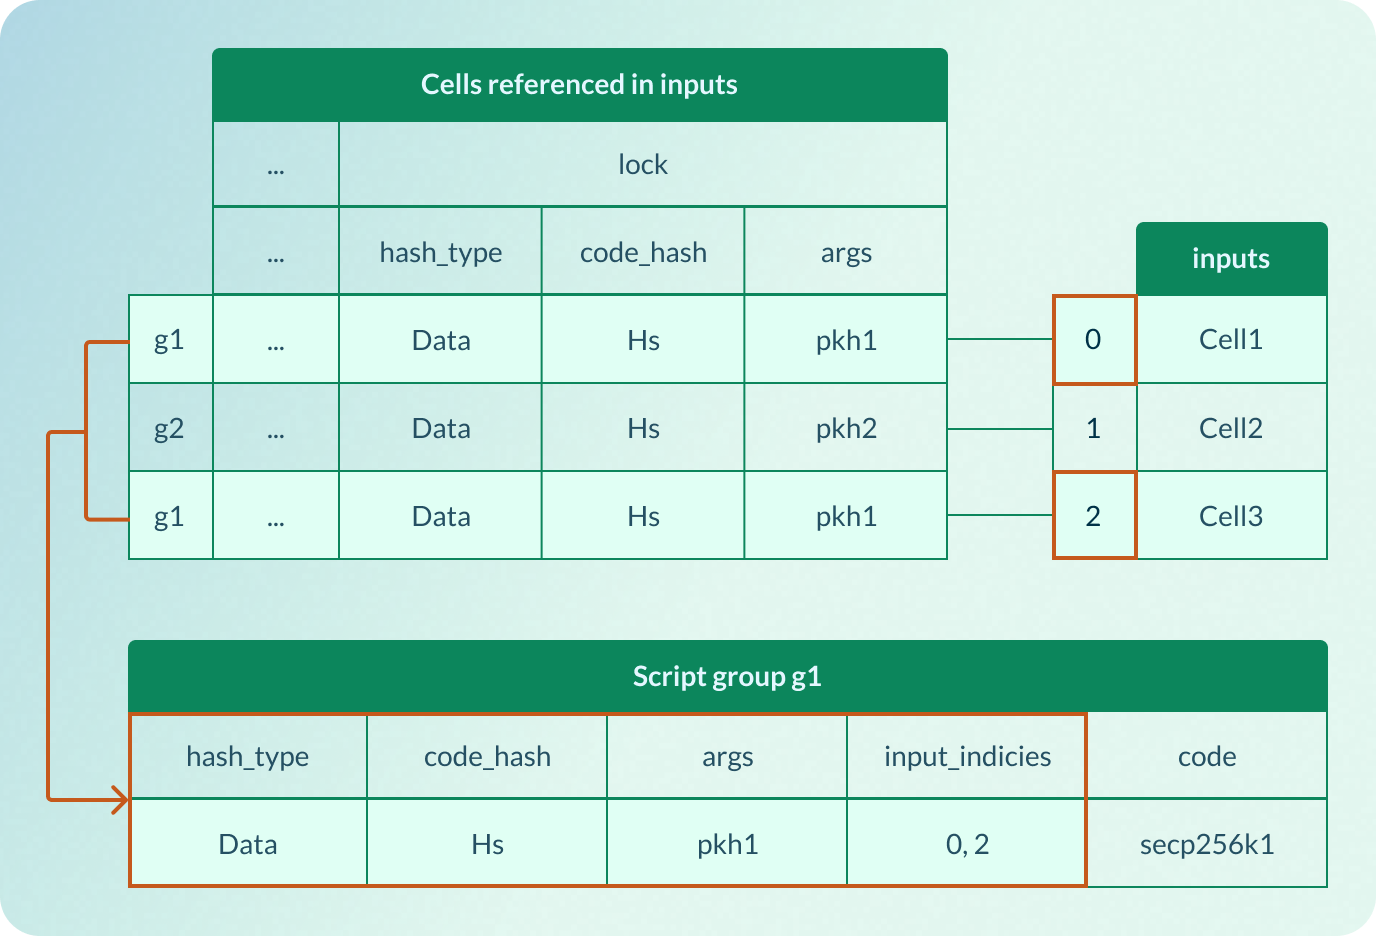 Cells referenced in inputs
... lock
... hash_type code_hash args
inputs
g1 ... Data Hs pkh1 0 Cell1
g2 ... Data Hs pkh2 1 Cell2
g1 ... Data Hs pkh1 2 Cell3
Script group g1
hash_type code_hash args input_indicies code
Data Hs pkh1 0, 2 secp256k1